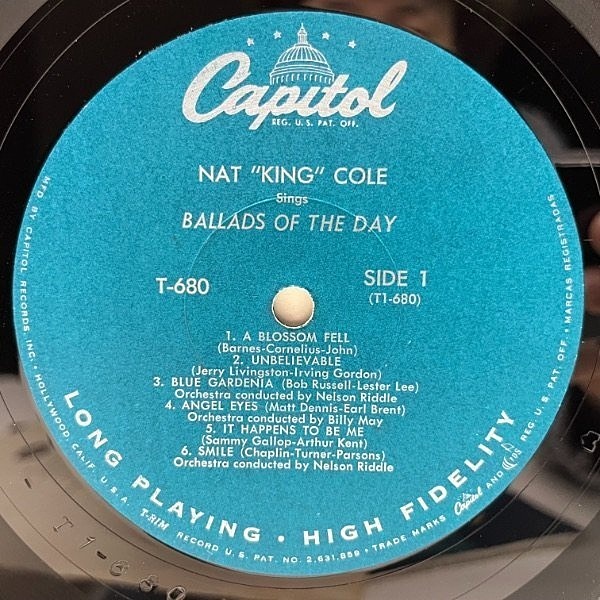 Capitol
REG. U.S. PAT. OFF.
NAT "KING" COLE
Sings
BALLADS OF THE DAY
T-680
SIDE 1
(T1-680)
1. A BLOSSOM FELL
(Barnes-Cornelius-John)
2. UNBELIEVABLE
(Jerry Livingston-Irving Gordon)
3. BLUE GARDENIA (Bob Russell-Lester Lee)
Orchestra conducted by Nelson Riddle
4. ANGEL EYES (Matt Dennis-Earl Brent)
Orchestra conducted by Billy May
5. IT HAPPENS TO BE ME
(Sammy Gallop-Arthur Kent)
6. SMILE (Chaplin-Turner-Parsons)
Orchestra conducted by Nelson Riddle
LONG PLAYING • HIGH FIDELITY
MFD BY CAPITOL RECORDS, INC. • HOLLYWOOD, CALIF. U.S.A. T-HIM RECORD U.S. PAT. NO. 2,631,859 • TRADE MARKS Capitol AND REG. U.S. PAT. OFF. • MARCAS REGISTRADAS
T1-680